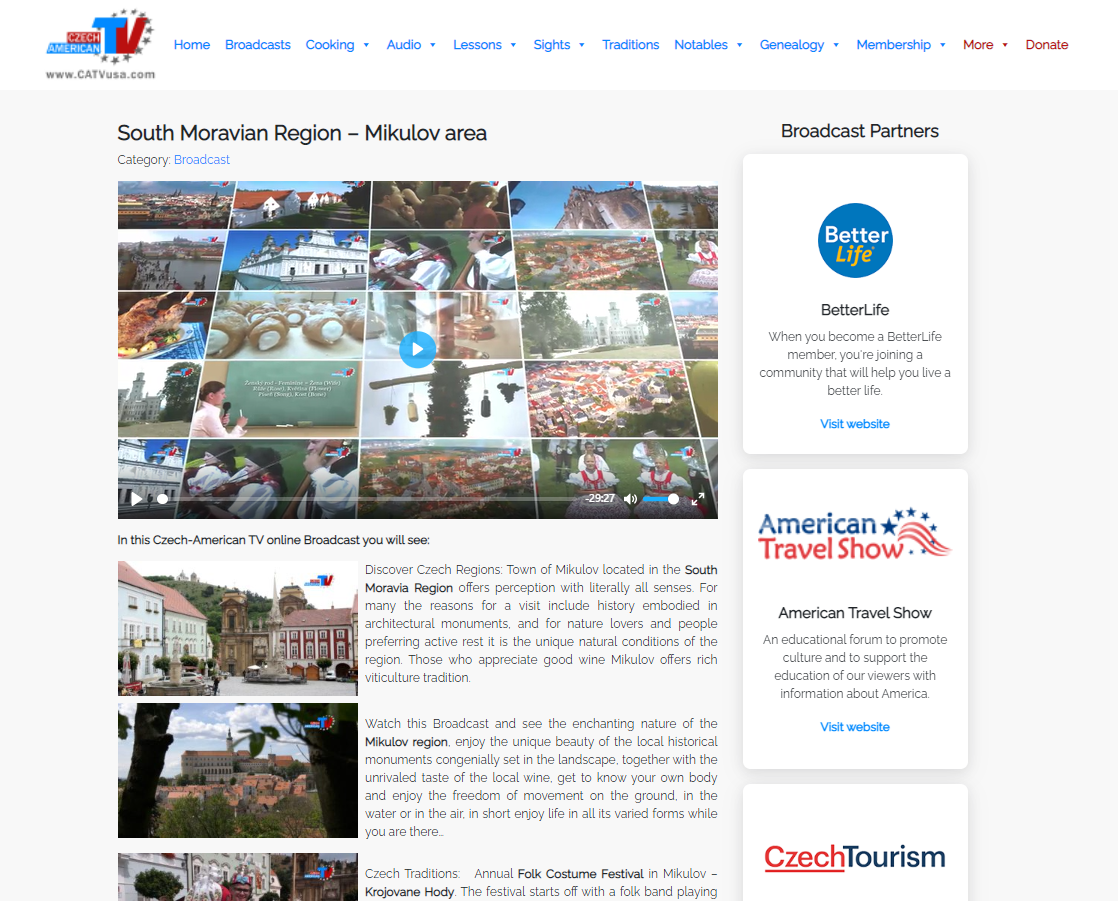 CZECH
AMERICAN
TV
www.CATVusa.com
Home
Broadcasts
Cooking
Audio
Lessons
Sights
Traditions
Notables
Genealogy
Membership
More
Donate
South Moravian Region – Mikulov area
Category: Broadcast
-29:27
In this Czech-American TV online Broadcast you will see:
Discover Czech Regions: Town of Mikulov located in the South
Moravia Region offers perception with literally all senses. For
many the reasons for a visit include history embodied in
architectural monuments, and for nature lovers and people
preferring active rest it is the unique natural conditions of the
region. Those who appreciate good wine Mikulov offers rich
viticulture tradition.
Watch this Broadcast and see the enchanting nature of the
Mikulov region, enjoy the unique beauty of the local historical
monuments congenially set in the landscape, together with the
unrivaled taste of the local wine, get to know your own body
and enjoy the freedom of movement on the ground, in the
water or in the air, in short enjoy life in all its varied forms while
you are there…
Czech Traditions: Annual Folk Costume Festival in Mikulov –
Krojovane Hody. The festival starts off with a folk band playing
Broadcast Partners
Better
Life
BetterLife
When you become a BetterLife
member, you're joining a
community that will help you live a
better life.
Visit website
American
Travel Show
American Travel Show
An educational forum to promote
culture and to support the
education of our viewers with
information about America.
Visit website
CzechTourism